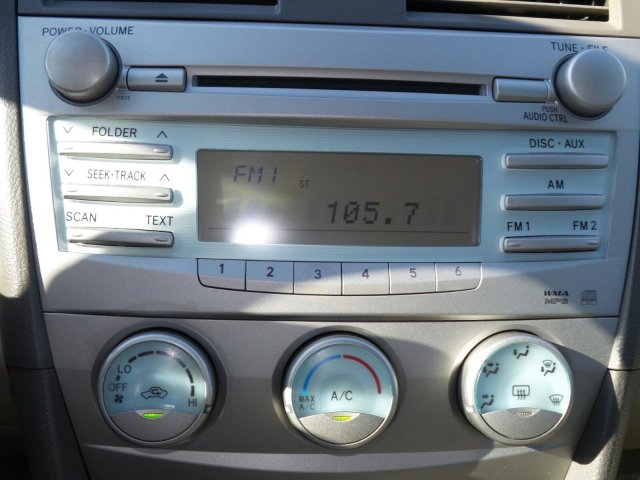 POWER · VOLUME
TUNE · FILE
PUSH
AUDIO CTRL
FOLDER
SEEK · TRACK
SCAN TEXT
FM1
ST
105.7
DISC · AUX
AM
FM1 FM2
1 2 3 4 5 6
WMA
MP3
LO
OFF
HI
MAX
A/C
A/C